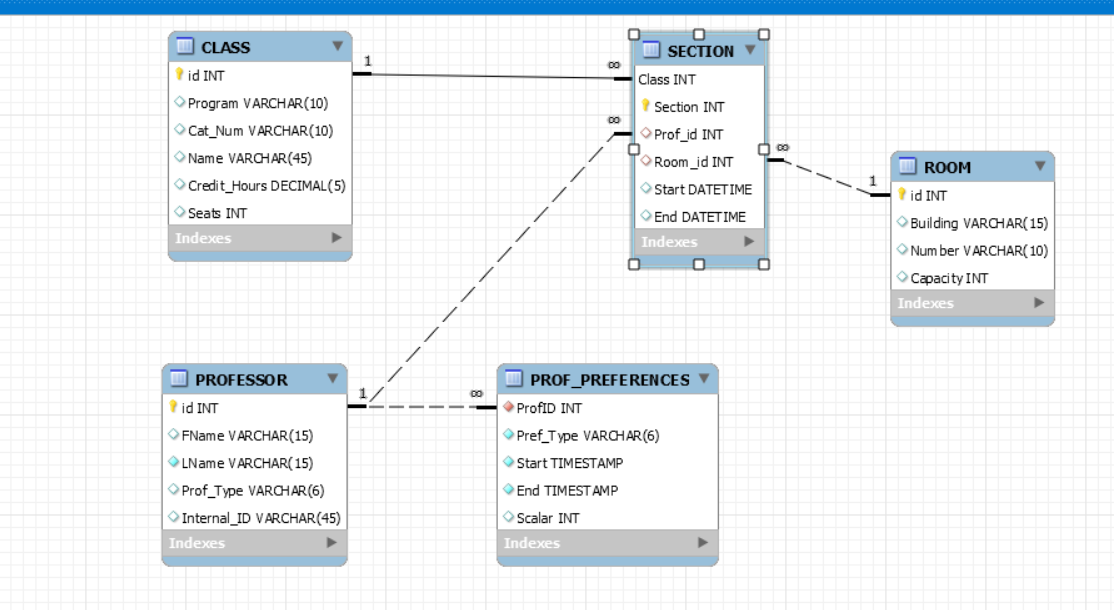 CLASS
id INT
Program VARCHAR(10)
Cat_Num VARCHAR(10)
Name VARCHAR(45)
Credit_Hours DECIMAL(5)
Seats INT
Indexes
1
∞
SECTION
Class INT
Section INT
Prof_id INT
Room_id INT
Start DATETIME
End DATETIME
Indexes
∞
∞
1
ROOM
id INT
Building VARCHAR(15)
Number VARCHAR(10)
Capacity INT
Indexes
PROFESSOR
id INT
FName VARCHAR(15)
LName VARCHAR(15)
Prof_Type VARCHAR(6)
Internal_ID VARCHAR(45)
Indexes
1
∞
PROF_PREFERENCES
ProfID INT
Pref_Type VARCHAR(6)
Start TIMESTAMP
End TIMESTAMP
Scalar INT
Indexes